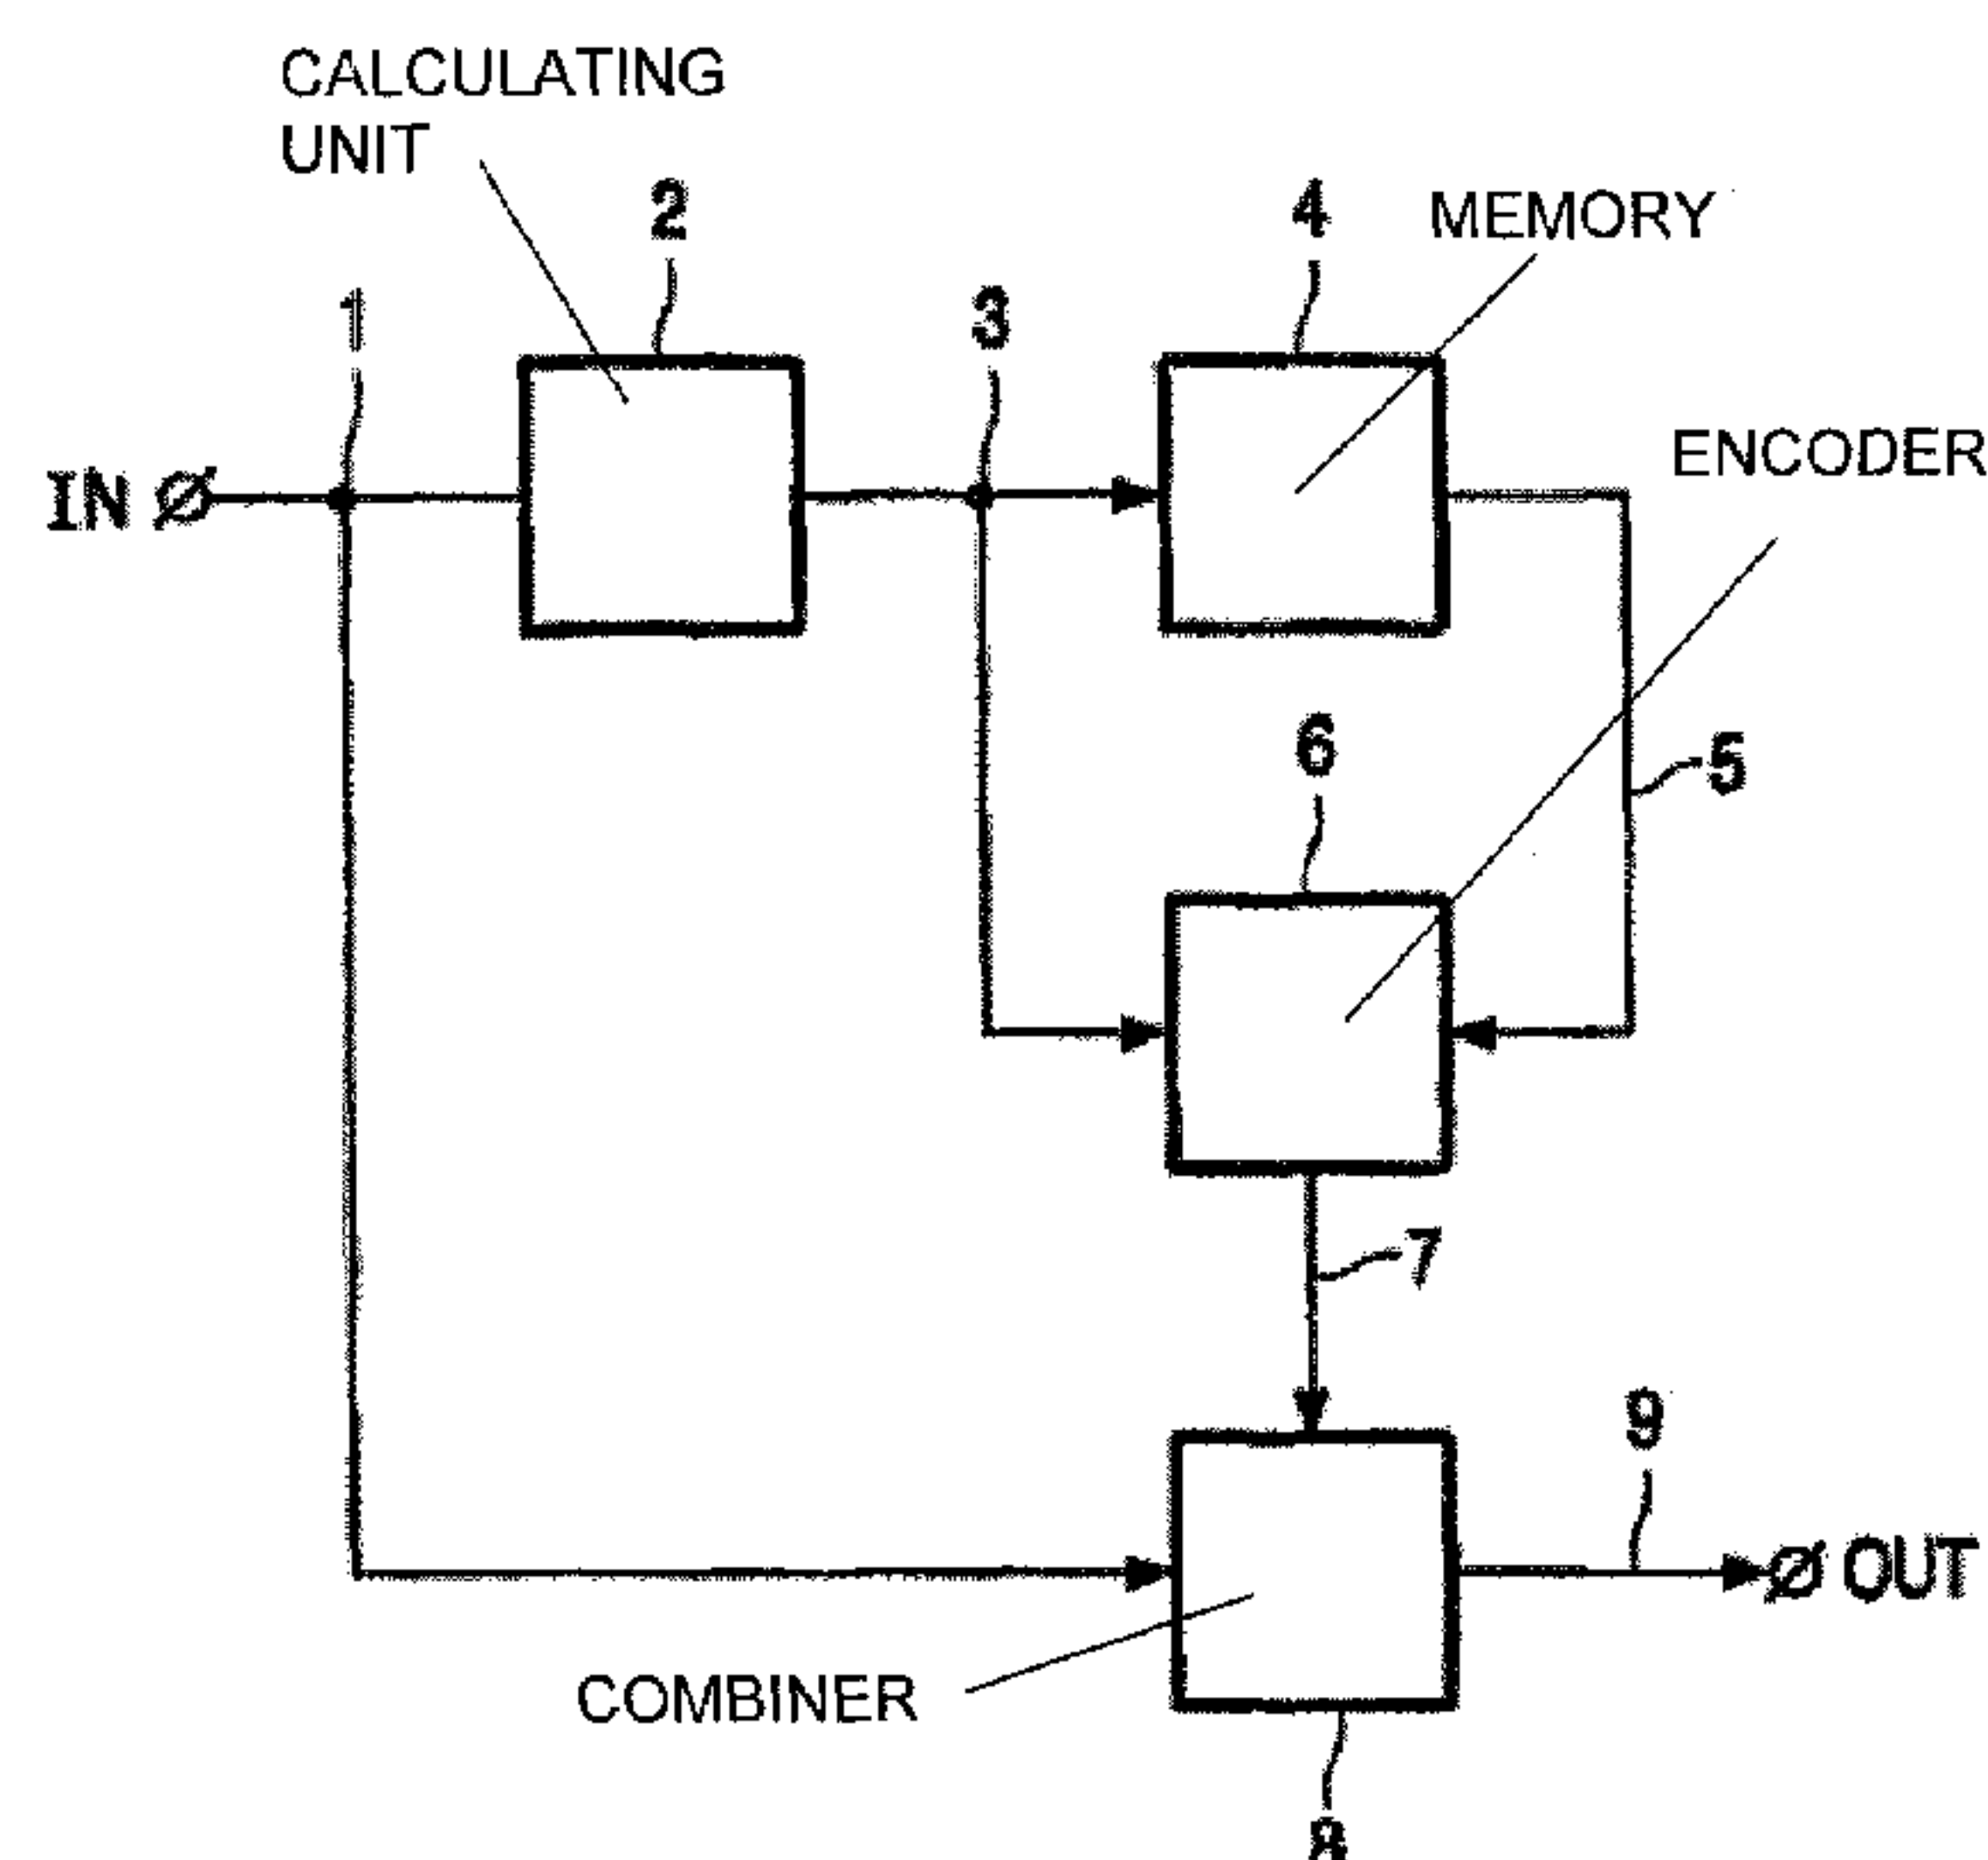 CALCULATING
UNIT
2
4
MEMORY
1
3
ENCODER
IN Ø
6
5
7
9
Ø OUT
COMBINER
8